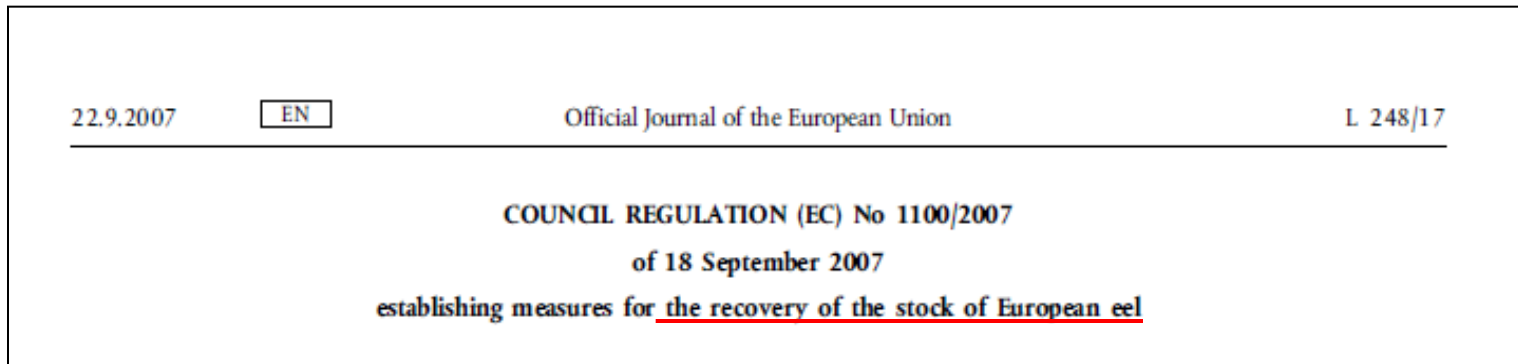 22.9.2007 EN Official Journal of the European Union L 248/17
COUNCIL REGULATION (EC) No 1100/2007
of 18 September 2007
establishing measures for the recovery of the stock of European eel